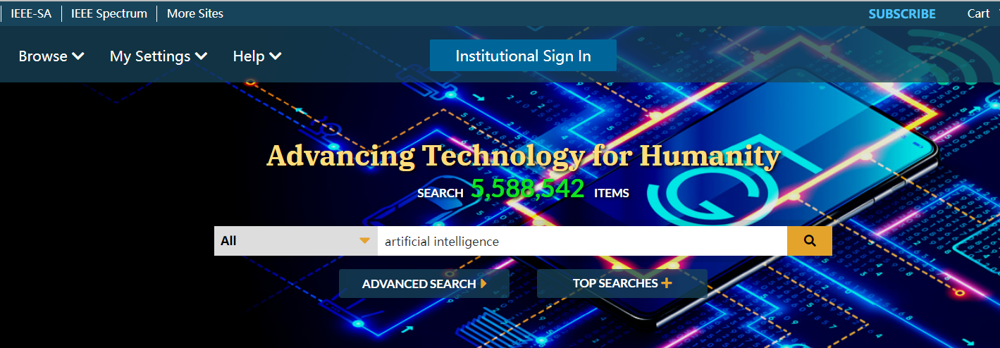 IEEE-SA IEEE Spectrum More Sites SUBSCRIBE Cart
Browse My Settings Help Institutional Sign In
Advancing Technology for Humanity
SEARCH 5,588,542 ITEMS
All artificial intelligence
ADVANCED SEARCH TOP SEARCHES